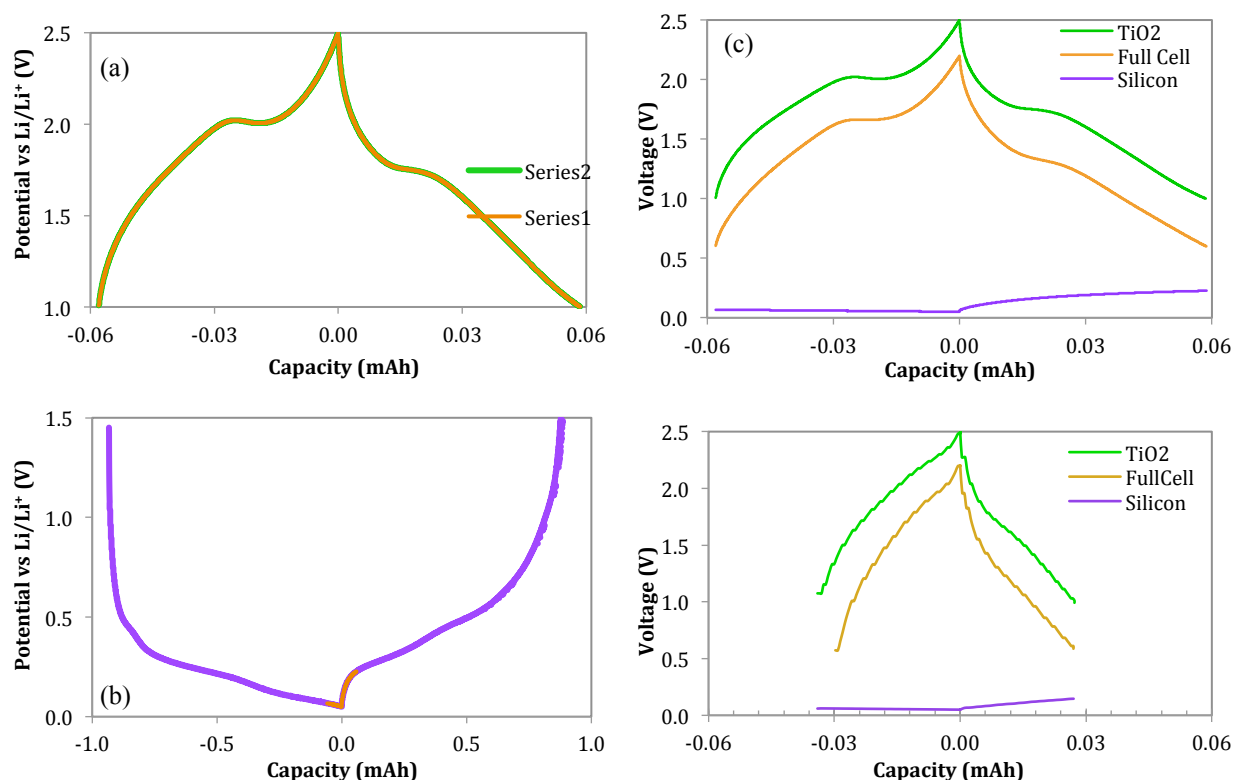 Potential vs Li/Li⁺ (V)
2.5
2.0
1.5
1.0
(a)
Series2
Series1
-0.06
-0.03
0.00
0.03
0.06
Capacity (mAh)
Voltage (V)
2.5
2.0
1.5
1.0
0.5
0.0
(c)
TiO2
Full Cell
Silicon
-0.06
-0.03
0.00
0.03
0.06
Capacity (mAh)
Potential vs Li/Li⁺ (V)
1.5
1.0
0.5
0.0
(b)
-1.0
-0.5
0.0
0.5
1.0
Capacity (mAh)
Voltage (V)
2.5
2.0
1.5
1.0
0.5
0.0
TiO2
FullCell
Silicon
-0.06
-0.03
0.00
0.03
0.06
Capacity (mAh)